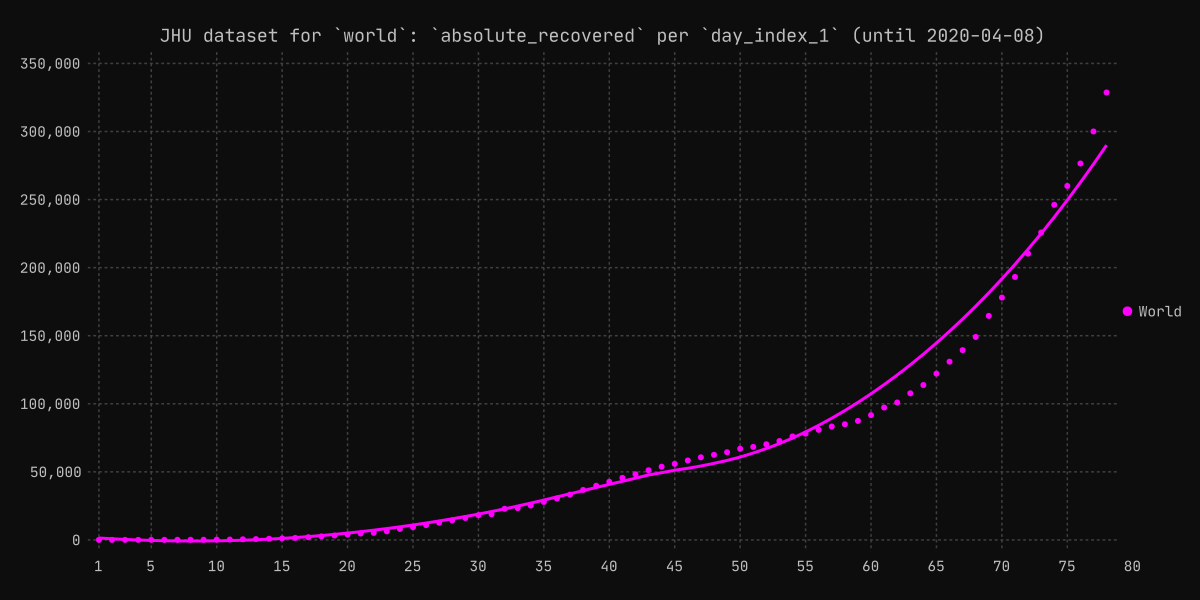 JHU dataset for `world`: `absolute_recovered` per `day_index_1` (until 2020-04-08)
350,000
300,000
250,000
200,000
150,000
100,000
50,000
0
World
1 5 10 15 20 25 30 35 40 45 50 55 60 65 70 75 80